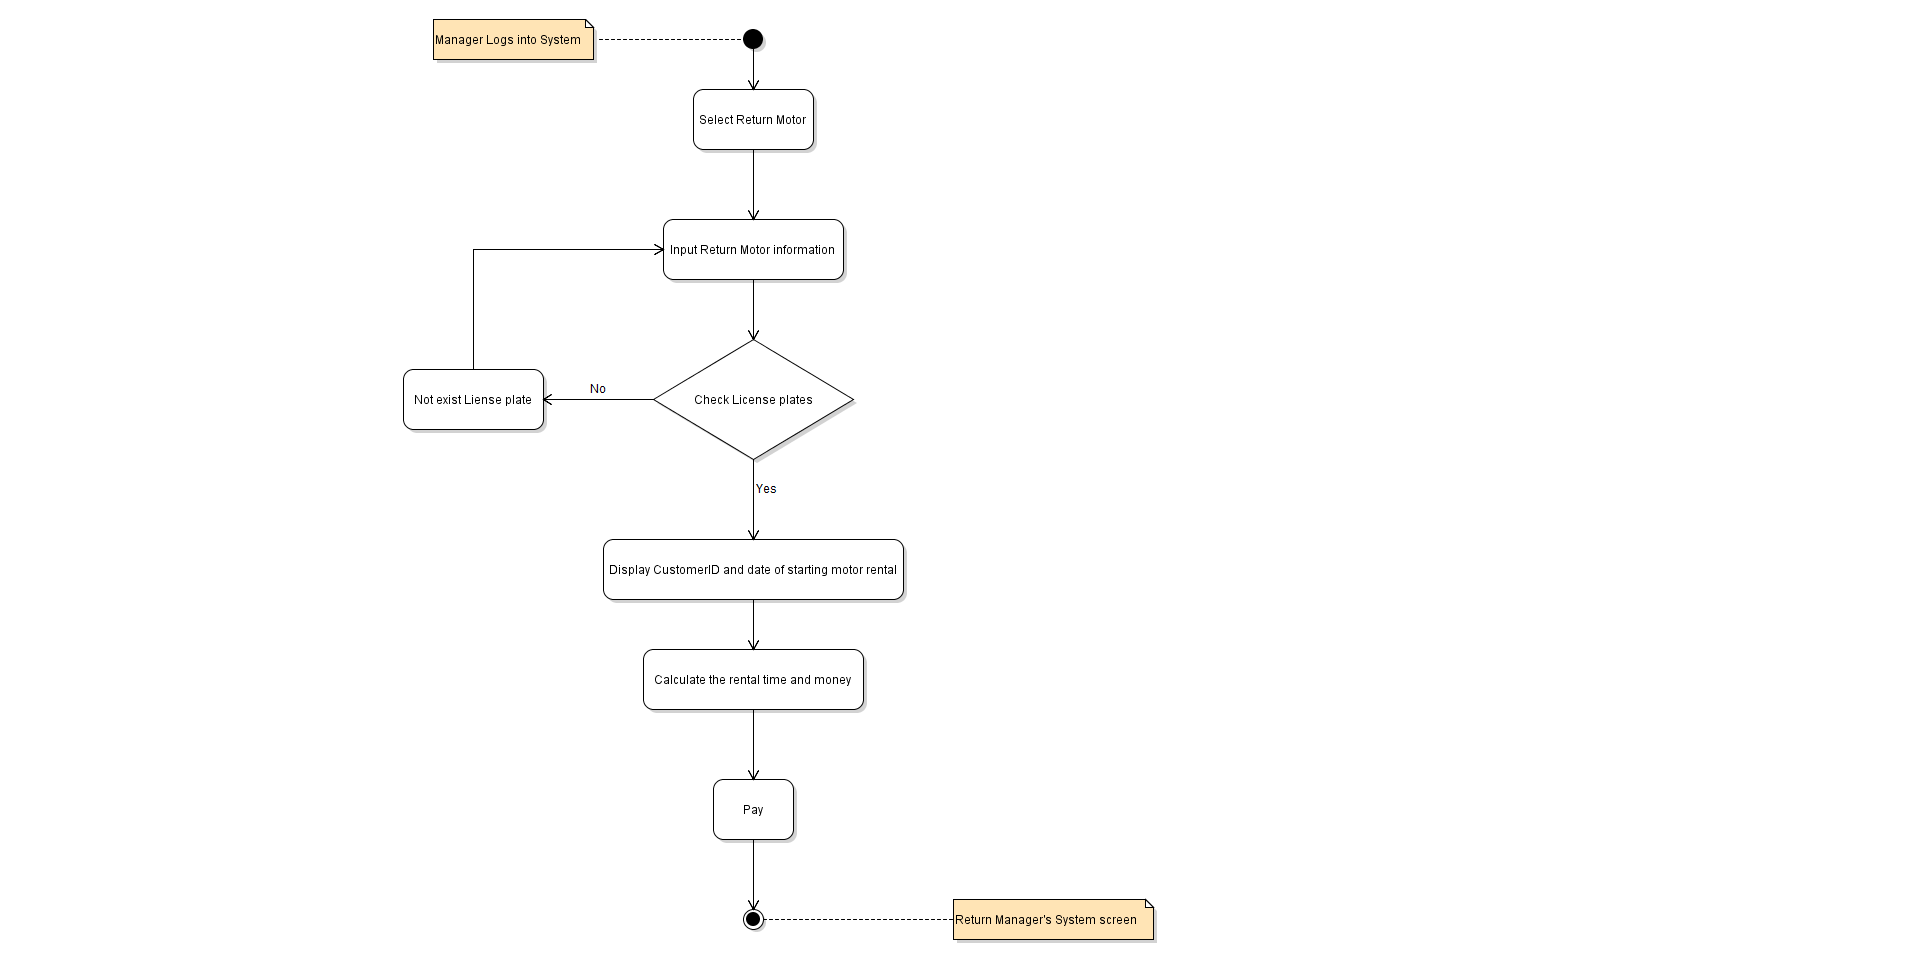 Manager Logs into System
Select Return Motor
Input Return Motor information
Check License plates
No
Not exist Liense plate
Yes
Display CustomerID and date of starting motor rental
Calculate the rental time and money
Pay
Return Manager's System screen